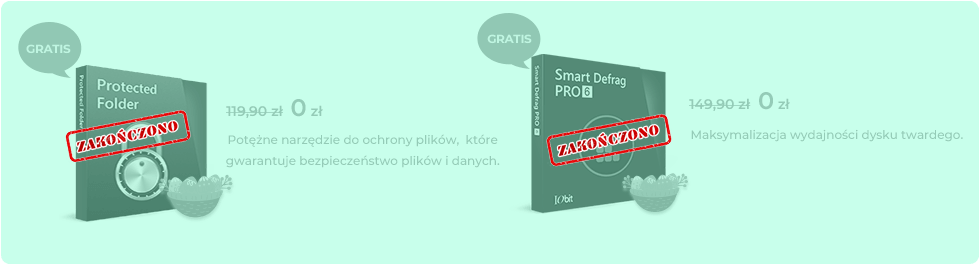 GRATIS
Protected Folder
Protected
Folder
ZAKOŃCZONO
119,90 zł 0 zł
Potężne narzędzie do ochrony plików, które
gwarantuje bezpieczeństwo plików i danych.
GRATIS
Smart Defrag PRO 6
Smart Defrag
PRO 6
ZAKOŃCZONO
IObit
149,90 zł 0 zł
Maksymalizacja wydajności dysku twardego.